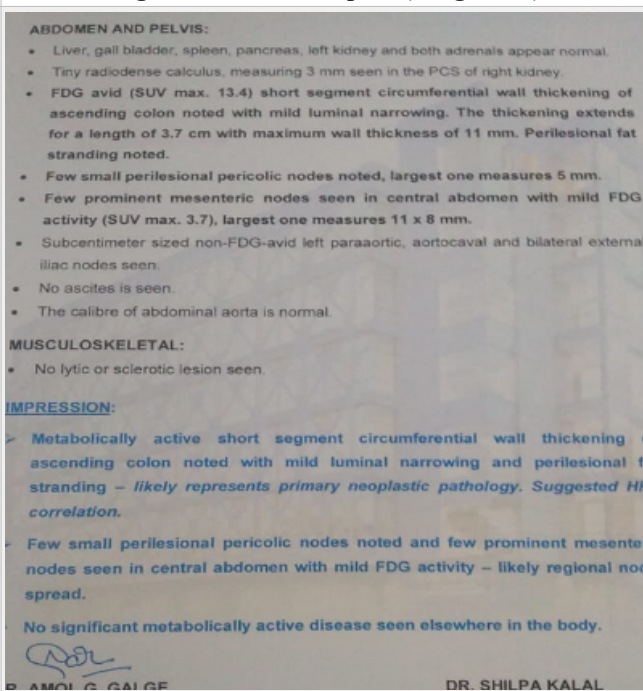 ABDOMEN AND PELVIS:
• Liver, gall bladder, spleen, pancreas, left kidney and both adrenals appear normal.
• Tiny radiodense calculus, measuring 3 mm seen in the PCS of right kidney.
• FDG avid (SUV max. 13.4) short segment circumferential wall thickening of
ascending colon noted with mild luminal narrowing. The thickening extends
for a length of 3.7 cm with maximum wall thickness of 11 mm. Perilesional fat
stranding noted.
• Few small perilesional pericolic nodes noted, largest one measures 5 mm.
• Few prominent mesenteric nodes seen in central abdomen with mild FDG
activity (SUV max. 3.7), largest one measures 11 x 8 mm.
• Subcentimeter sized non-FDG-avid left paraaortic, aortocaval and bilateral external
iliac nodes seen.
• No ascites is seen.
• The calibre of abdominal aorta is normal.
MUSCULOSKELETAL:
• No lytic or sclerotic lesion seen.
IMPRESSION:
➢ Metabolically active short segment circumferential wall thickening
ascending colon noted with mild luminal narrowing and perilesional
stranding – likely represents primary neoplastic pathology. Suggested
correlation.
Few small perilesional pericolic nodes noted and few prominent
nodes seen in central abdomen with mild FDG activity – likely regional
spread.
No significant metabolically active disease seen elsewhere in the body.
AMOL G. GALGE
DR. SHILPA KALAL